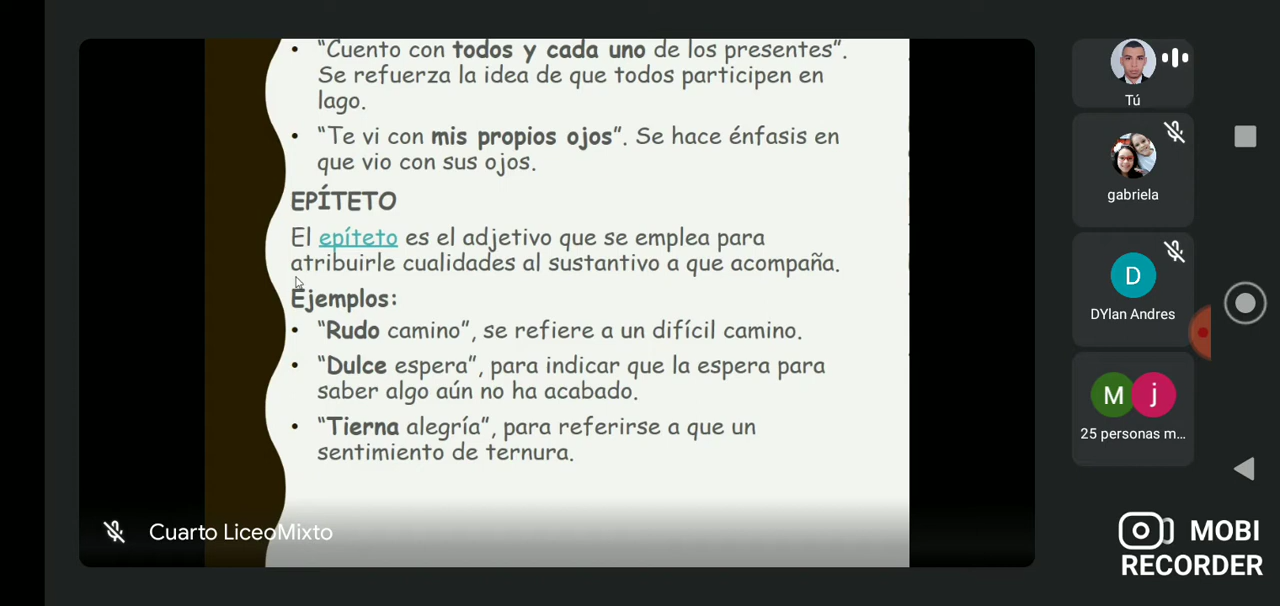 • “Cuento con todos y cada uno de los presentes”.
Se refuerza la idea de que todos participen en
lago.
• “Te vi con mis propios ojos”. Se hace énfasis en
que vio con sus ojos.
EPÍTETO
El epíteto es el adjetivo que se emplea para
atribuirle cualidades al sustantivo a que acompaña.
Ejemplos:
• “Rudo camino”, se refiere a un difícil camino.
• “Dulce espera”, para indicar que la espera para
saber algo aún no ha acabado.
• “Tierna alegría”, para referirse a que un
sentimiento de ternura.
Cuarto LiceoMixto
Tú
gabriela
D
DYlan Andres
M j
25 personas m...
MOBI
RECORDER